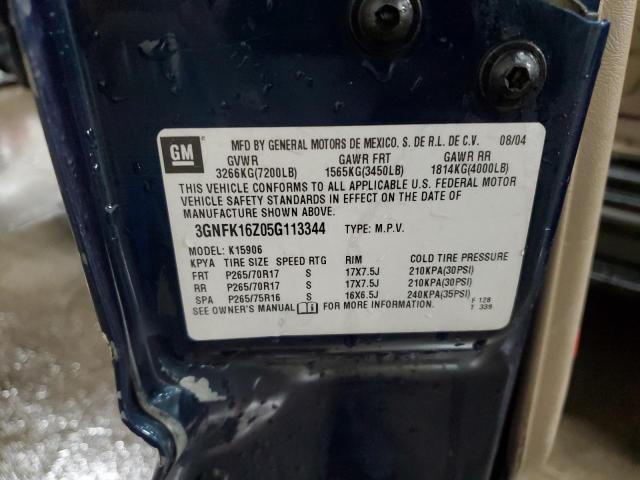 GM MFD BY GENERAL MOTORS DE MEXICO. S. DE R.L. DE C.V. 08/04
GVWR GAWR FRT GAWR RR
3266KG(7200LB) 1565KG(3450LB) 1814KG(4000LB)
THIS VEHICLE CONFORMS TO ALL APPLICABLE U.S. FEDERAL MOTOR
VEHICLE SAFETY STANDARDS IN EFFECT ON THE DATE OF
MANUFACTURE SHOWN ABOVE.
3GNFK16Z05G113344 TYPE: M.P.V.
MODEL: K15906
KPYA TIRE SIZE SPEED RTG RIM COLD TIRE PRESSURE
FRT P265/70R17 S 17X7.5J 210KPA(30PSI)
RR P265/70R17 S 17X7.5J 210KPA(30PSI)
SPA P265/75R16 S 16X6.5J 240KPA(35PSI) F 128
SEE OWNER'S MANUAL FOR MORE INFORMATION. T 339